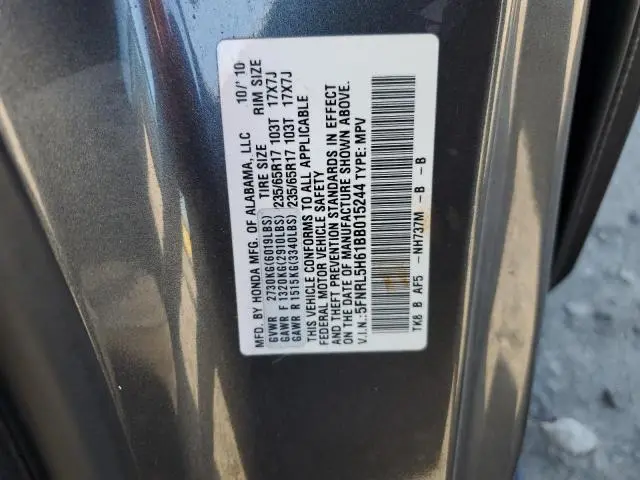 MFD. BY HONDA MFG. OF ALABAMA, LLC 10/'10
TIRE SIZE RIM SIZE
GVWR 2730KG(6019LBS)
GAWR F 1320KG(2910LBS) 235/65R17 103T 17X7J
GAWR R 1515KG(3340LBS) 235/65R17 103T 17X7J
THIS VEHICLE CONFORMS TO ALL APPLICABLE
FEDERAL MOTOR VEHICLE SAFETY
AND THEFT PREVENTION STANDARDS IN EFFECT
ON THE DATE OF MANUFACTURE SHOWN ABOVE.
V.I.N.:5FNRL5H61BB015244 TYPE: MPV
TK8 B AF5 -NH737M -B -B